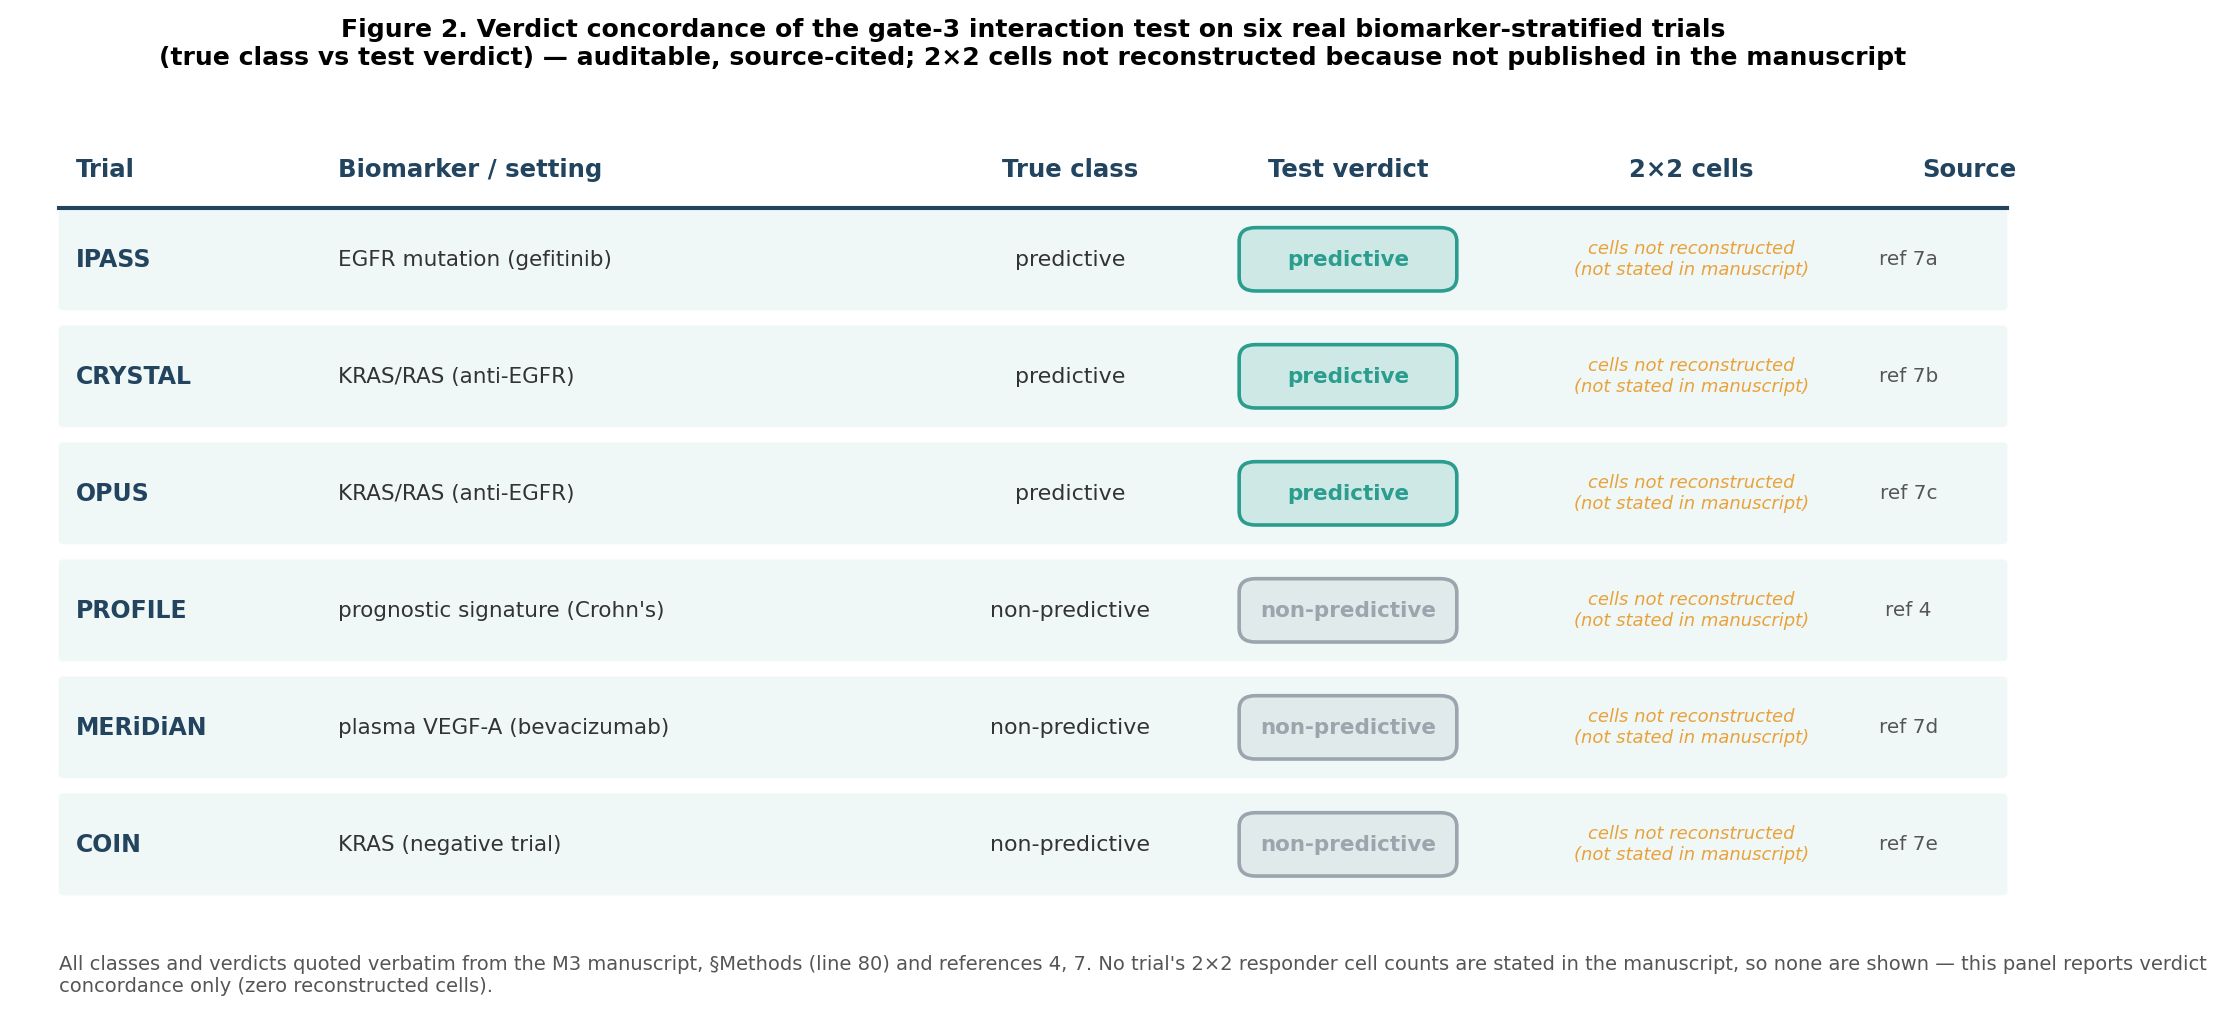 Figure 2. Verdict concordance of the gate-3 interaction test on six real biomarker-stratified trials
(true class vs test verdict) — auditable, source-cited; 2×2 cells not reconstructed because not published in the manuscript
Trial Biomarker / setting True class Test verdict 2×2 cells Source
IPASS EGFR mutation (gefitinib) predictive predictive cells not reconstructed (not stated in manuscript) ref 7a
CRYSTAL KRAS/RAS (anti-EGFR) predictive predictive cells not reconstructed (not stated in manuscript) ref 7b
OPUS KRAS/RAS (anti-EGFR) predictive predictive cells not reconstructed (not stated in manuscript) ref 7c
PROFILE prognostic signature (Crohn's) non-predictive non-predictive cells not reconstructed (not stated in manuscript) ref 4
MERiDiAN plasma VEGF-A (bevacizumab) non-predictive non-predictive cells not reconstructed (not stated in manuscript) ref 7d
COIN KRAS (negative trial) non-predictive non-predictive cells not reconstructed (not stated in manuscript) ref 7e
All classes and verdicts quoted verbatim from the M3 manuscript, §Methods (line 80) and references 4, 7. No trial's 2×2 responder cell counts are stated in the manuscript, so none are shown — this panel reports verdict
concordance only (zero reconstructed cells).